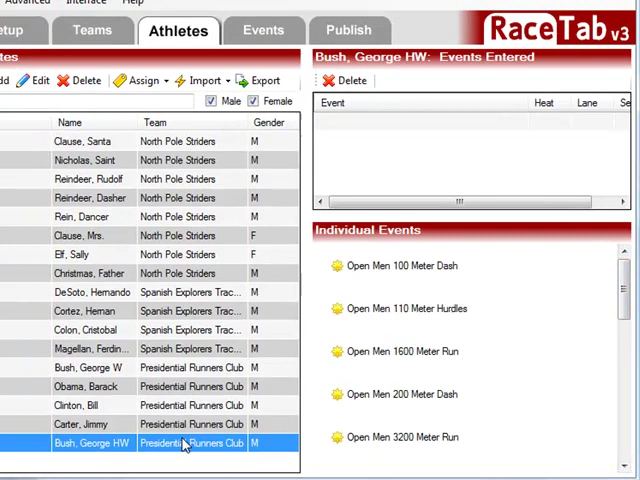 Advanced Interface Help
etup Teams Athletes Events Publish RaceTab v3
etes
dd Edit Delete Assign Import Export
Male Female
Name Team Gender
Clause, Santa North Pole Striders M
Nicholas, Saint North Pole Striders M
Reindeer, Rudolf North Pole Striders M
Reindeer, Dasher North Pole Striders M
Rein, Dancer North Pole Striders M
Clause, Mrs. North Pole Striders F
Elf, Sally North Pole Striders F
Christmas, Father North Pole Striders M
DeSoto, Hernando Spanish Explorers Trac... M
Cortez, Hernan Spanish Explorers Trac... M
Colon, Cristobal Spanish Explorers Trac... M
Magellan, Ferdin... Spanish Explorers Trac... M
Bush, George W Presidential Runners Club M
Obama, Barack Presidential Runners Club M
Clinton, Bill Presidential Runners Club M
Carter, Jimmy Presidential Runners Club M
Bush, George HW Presidential Runners Club M
Bush, George HW: Events Entered
Delete
Event Heat Lane Se
Individual Events
Open Men 100 Meter Dash
Open Men 110 Meter Hurdles
Open Men 1600 Meter Run
Open Men 200 Meter Dash
Open Men 3200 Meter Run